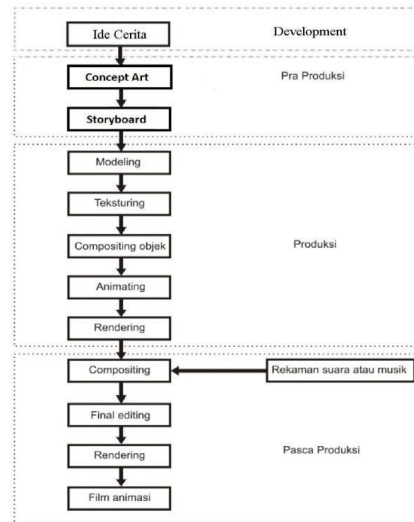 Ide Cerita
Development
Concept Art
Pra Produksi
Storyboard
Modeling
Teksturing
Compositing objek
Produksi
Animating
Rendering
Compositing
Rekaman suara atau musik
Final editing
Rendering
Pasca Produksi
Film animasi